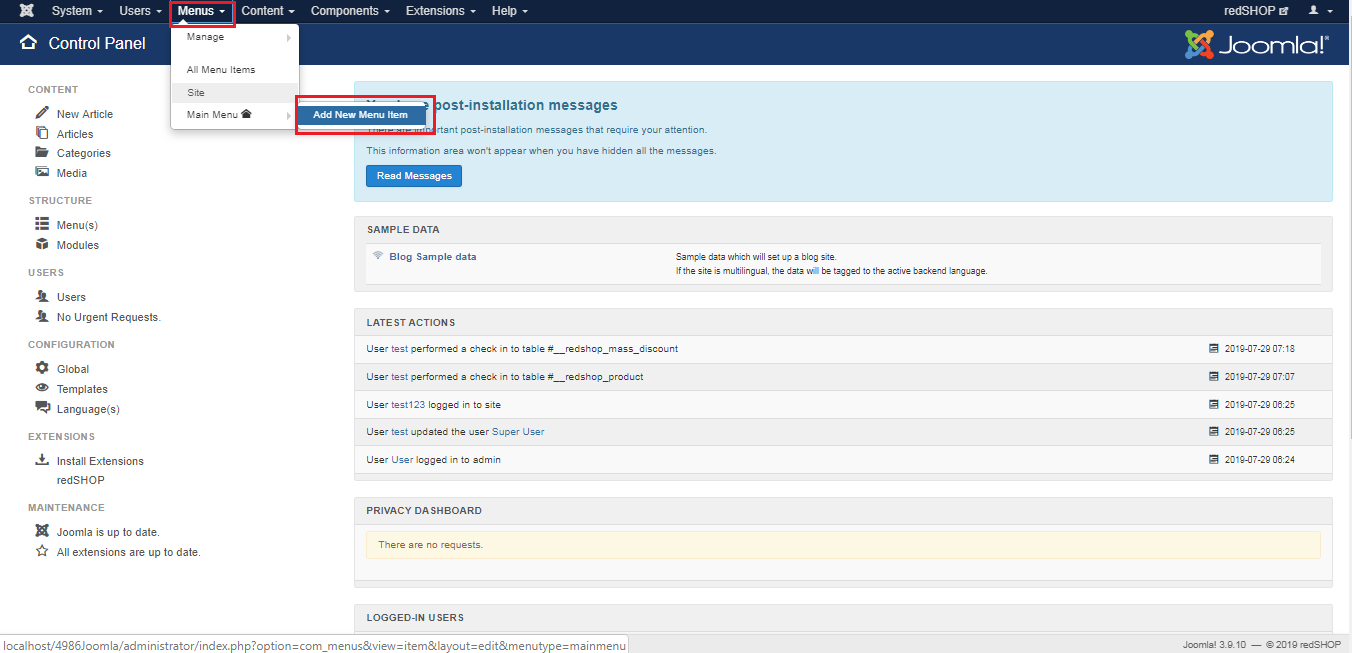 System Users Menus Content Components Extensions Help redSHOP
Control Panel
Joomla!®
Manage
All Menu Items
Site
Main Menu
Add New Menu Item
CONTENT
New Article
Articles
Categories
Media
STRUCTURE
Menu(s)
Modules
USERS
Users
No Urgent Requests.
CONFIGURATION
Global
Templates
Language(s)
EXTENSIONS
Install Extensions
redSHOP
MAINTENANCE
Joomla is up to date.
All extensions are up to date.
post-installation messages
There are important post-installation messages that require your attention.
This information area won't appear when you have hidden all the messages.
Read Messages
SAMPLE DATA
Blog Sample data
Sample data which will set up a blog site.
If the site is multilingual, the data will be tagged to the active backend language.
LATEST ACTIONS
User test performed a check in to table #__redshop_mass_discount 2019-07-29 07:18
User test performed a check in to table #__redshop_product 2019-07-29 07:07
User test123 logged in to site 2019-07-29 06:25
User test updated the user Super User 2019-07-29 06:25
User User logged in to admin 2019-07-29 06:24
PRIVACY DASHBOARD
There are no requests.
LOGGED-IN USERS
localhost/4986Joomla/administrator/index.php?option=com_menus&view=item&layout=edit&menutype=mainmenu
Joomla! 3.9.10 — © 2019 redSHOP